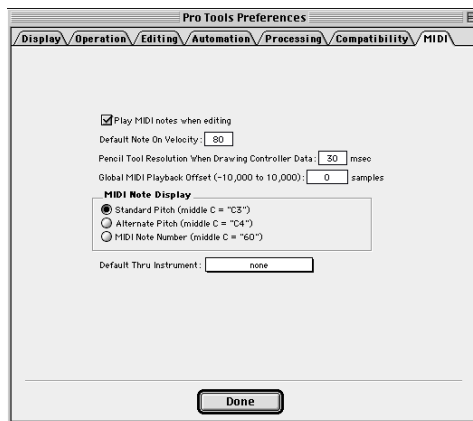 Pro Tools Preferences
Display Operation Editing Automation Processing Compatibility MIDI
Play MIDI notes when editing
Default Note On Velocity: 80
Pencil Tool Resolution When Drawing Controller Data: 30 msec
Global MIDI Playback Offset (-10,000 to 10,000): 0 samples
MIDI Note Display
Standard Pitch (middle C = "C3")
Alternate Pitch (middle C = "C4")
MIDI Note Number (middle C = "60")
Default Thru Instrument: none
Done